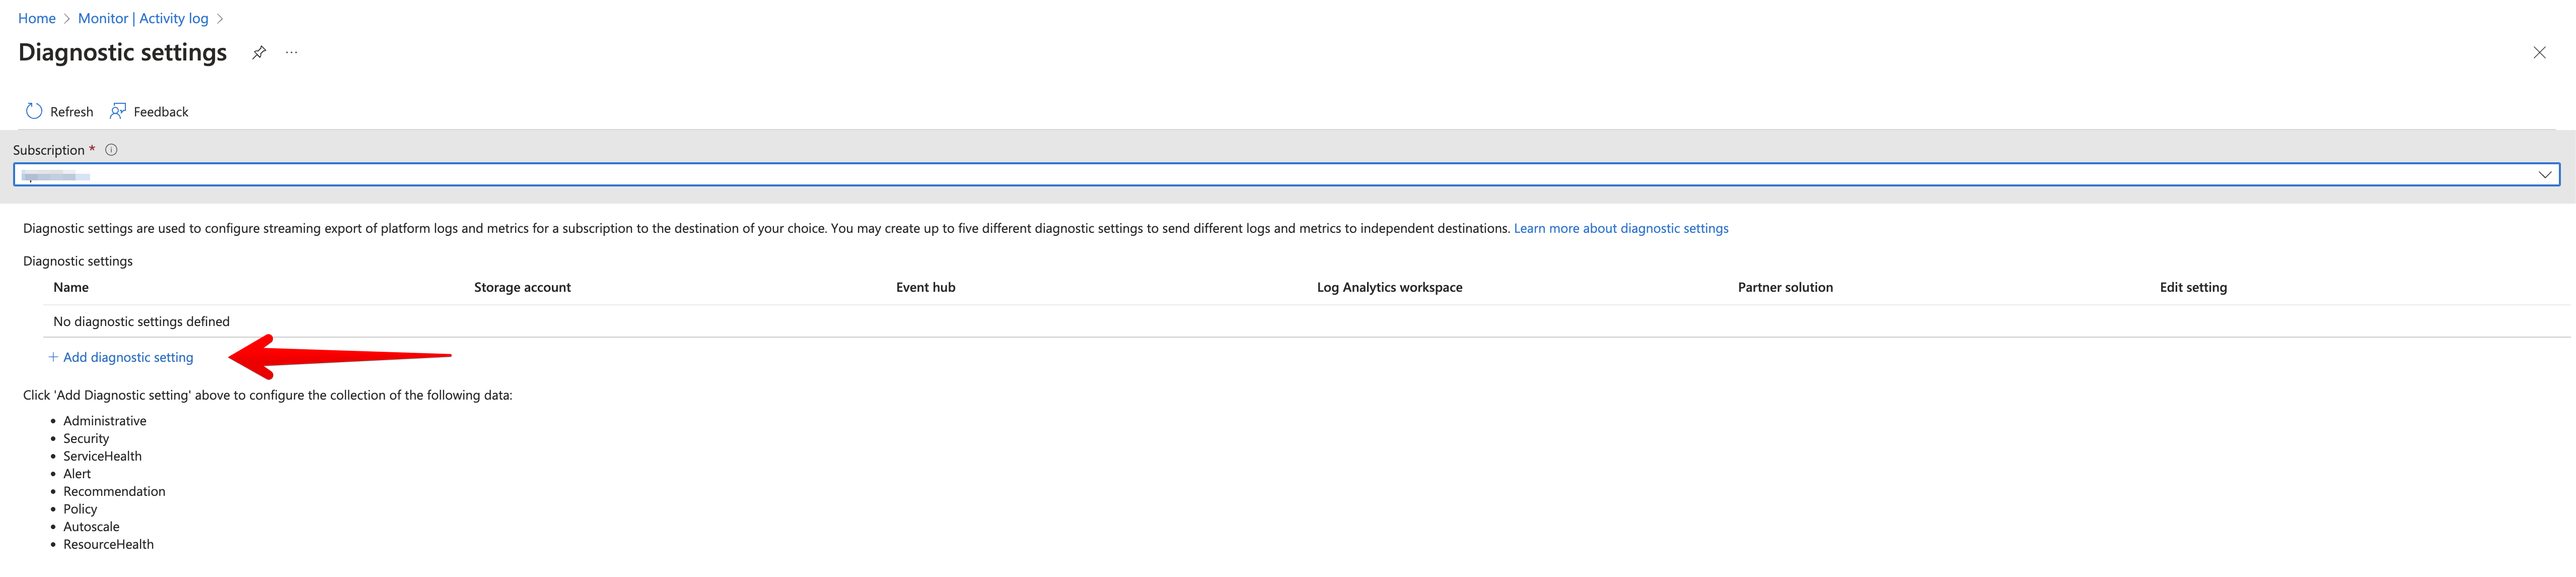 Home > Monitor | Activity log >
Diagnostic settings
Refresh Feedback
Subscription *
Diagnostic settings are used to configure streaming export of platform logs and metrics for a subscription to the destination of your choice. You may create up to five different diagnostic settings to send different logs and metrics to independent destinations. Learn more about diagnostic settings
Diagnostic settings
Name Storage account Event hub Log Analytics workspace Partner solution Edit setting
No diagnostic settings defined
+ Add diagnostic setting
Click 'Add Diagnostic setting' above to configure the collection of the following data:
• Administrative
• Security
• ServiceHealth
• Alert
• Recommendation
• Policy
• Autoscale
• ResourceHealth